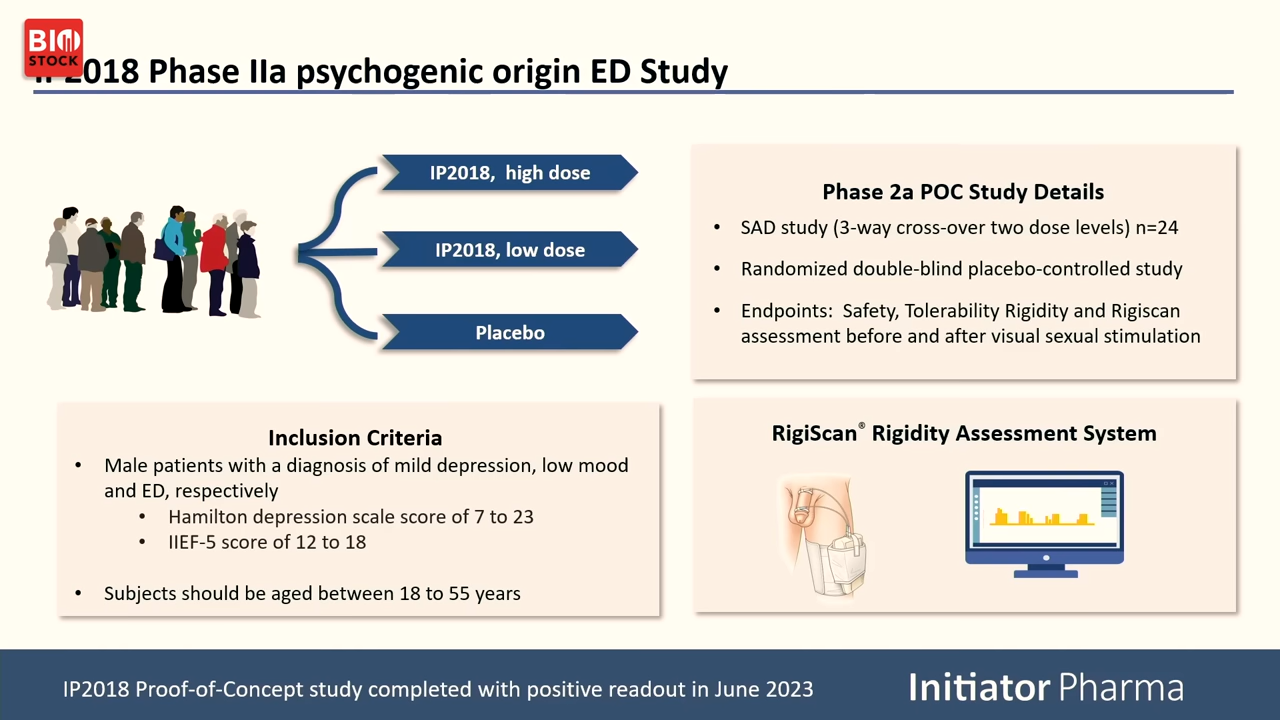 BIO
STOCK
IP2018 Phase IIa psychogenic origin ED Study
IP2018, high dose
IP2018, low dose
Placebo
Phase 2a POC Study Details
• SAD study (3-way cross-over two dose levels) n=24
• Randomized double-blind placebo-controlled study
• Endpoints: Safety, Tolerability Rigidity and Rigiscan
assessment before and after visual sexual stimulation
Inclusion Criteria
• Male patients with a diagnosis of mild depression, low mood
and ED, respectively
• Hamilton depression scale score of 7 to 23
• IIEF-5 score of 12 to 18
• Subjects should be aged between 18 to 55 years
RigiScan® Rigidity Assessment System
IP2018 Proof-of-Concept study completed with positive readout in June 2023
Initiator Pharma